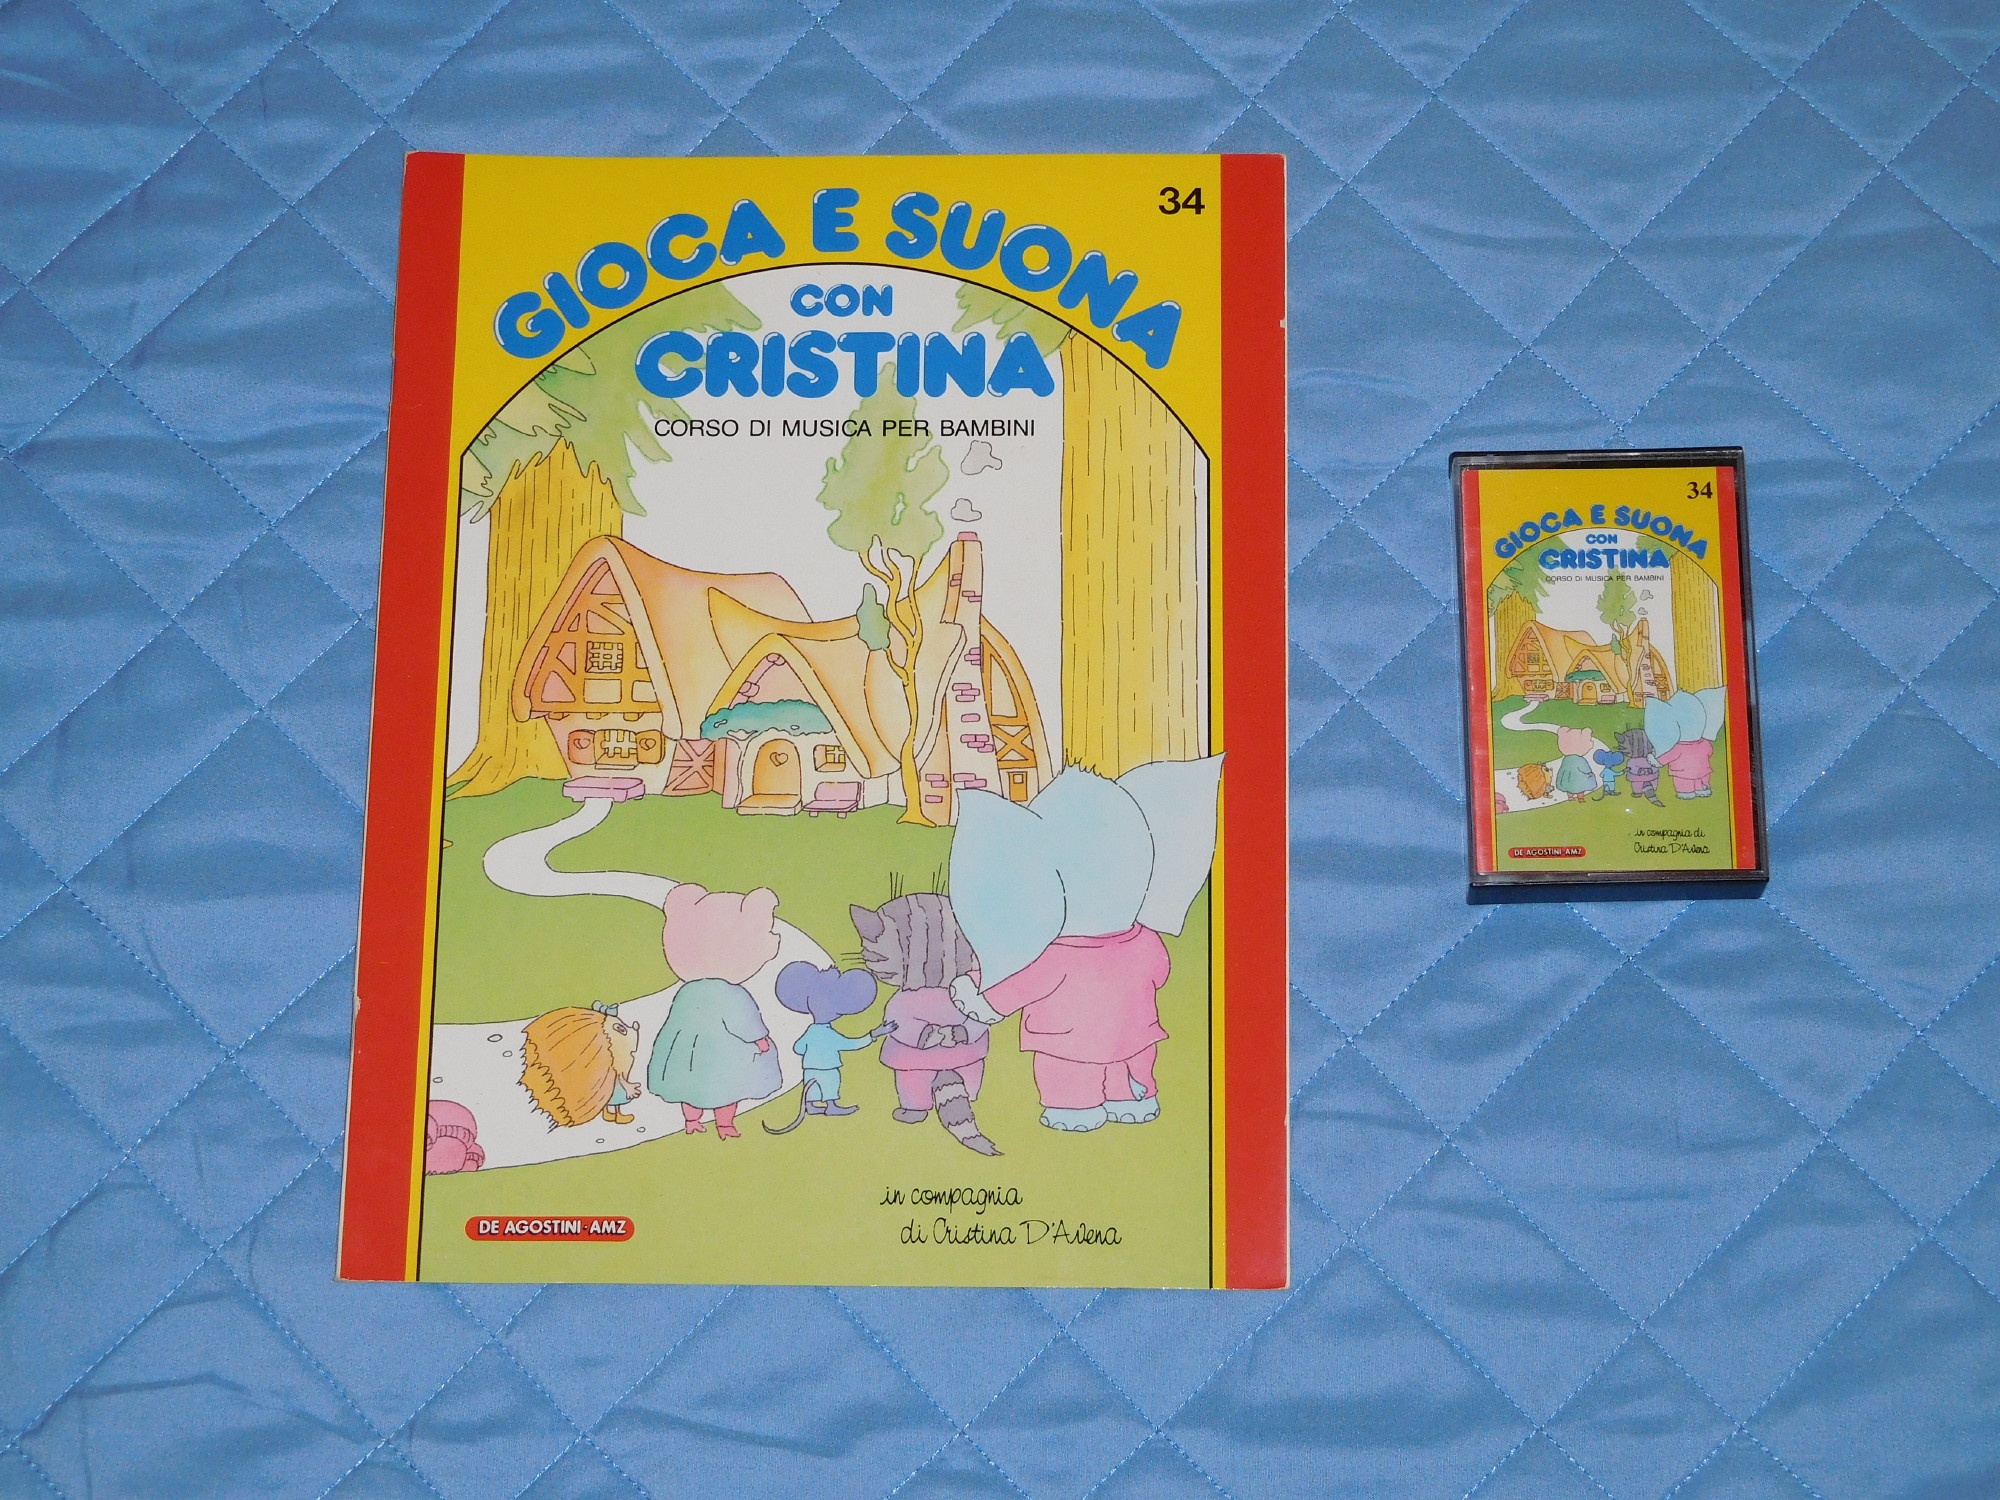 34
GIOCA E SUONA
CON
CRISTINA
CORSO DI MUSICA PER BAMBINI
DE AGOSTINI-AMZ
in compagnia
di Cristina D'Avena
34
GIOCA E SUONA
CON
CRISTINA
CORSO DI MUSICA PER BAMBINI
in compagnia di
Cristina D'Avena
DE AGOSTINI-AMZ